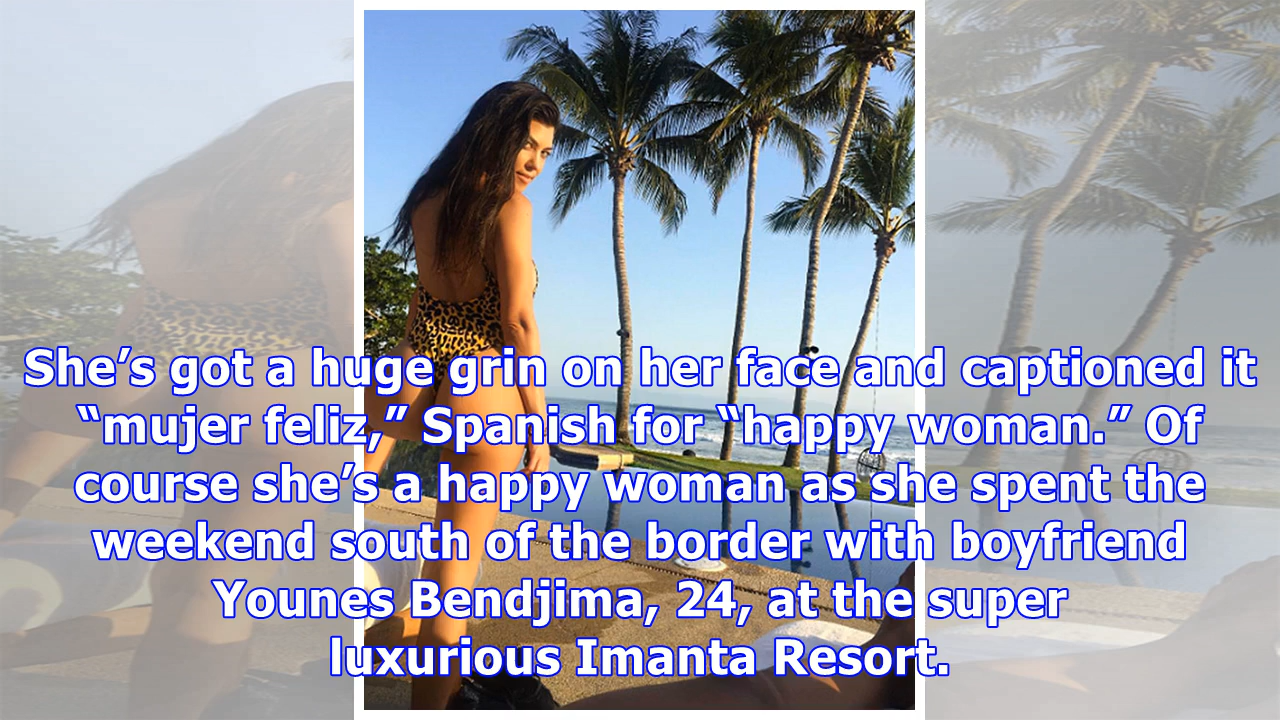 She’s got a huge grin on her face and captioned it
“mujer feliz,” Spanish for “happy woman.” Of
course she’s a happy woman as she spent the
weekend south of the border with boyfriend
Younes Bendjima, 24, at the super
luxurious Imanta Resort.